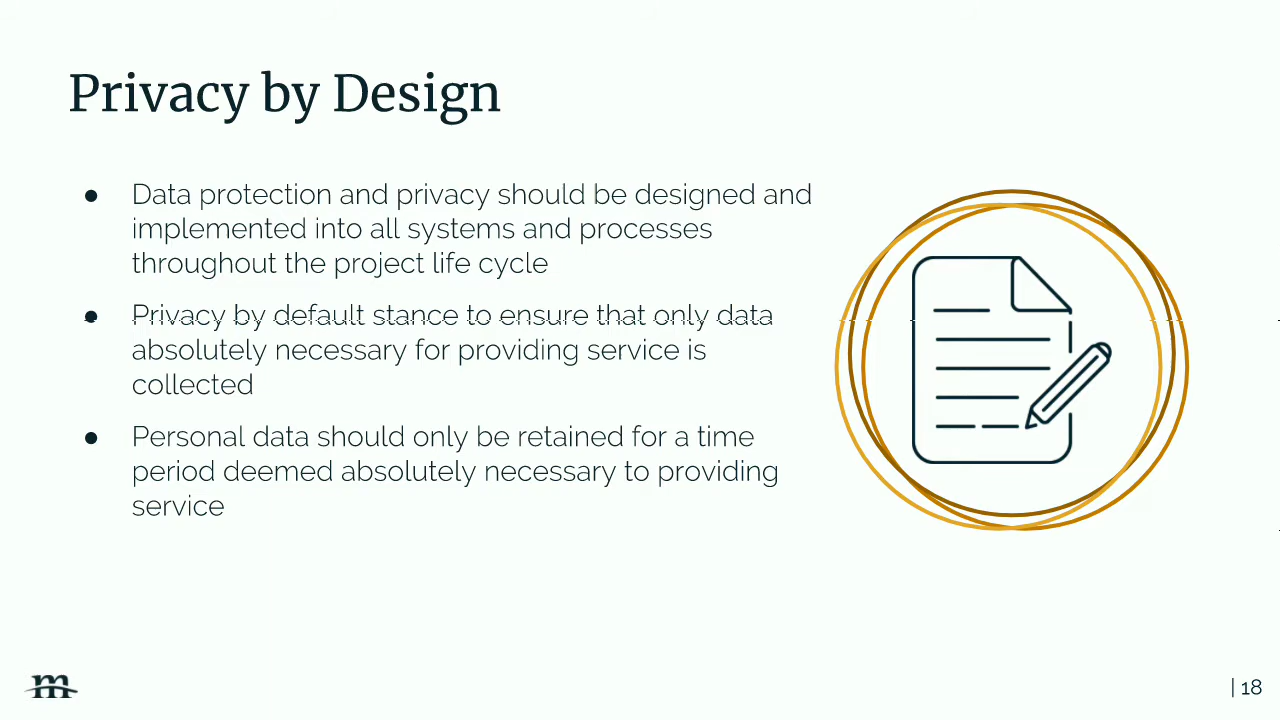 Privacy by Design
● Data protection and privacy should be designed and
implemented into all systems and processes
throughout the project life cycle
● Privacy by default stance to ensure that only data
absolutely necessary for providing service is
collected
● Personal data should only be retained for a time
period deemed absolutely necessary to providing
service
m
| 18